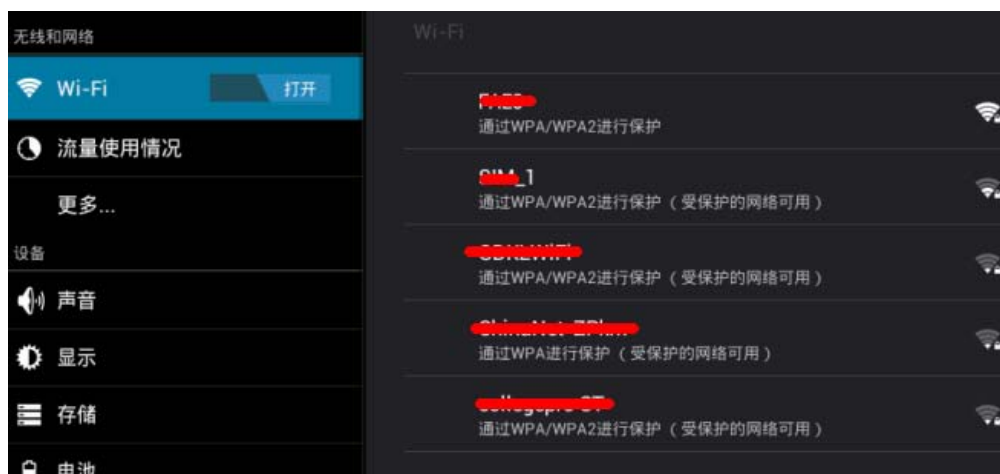 无线和网络
Wi-Fi
打开
流量使用情况
更多...
设备
声音
显示
存储
电池
Wi-Fi
通过WPA/WPA2进行保护
_1
通过WPA/WPA2进行保护（受保护的网络可用）
通过WPA/WPA2进行保护（受保护的网络可用）
通过WPA进行保护（受保护的网络可用）
通过WPA/WPA2进行保护（受保护的网络可用）